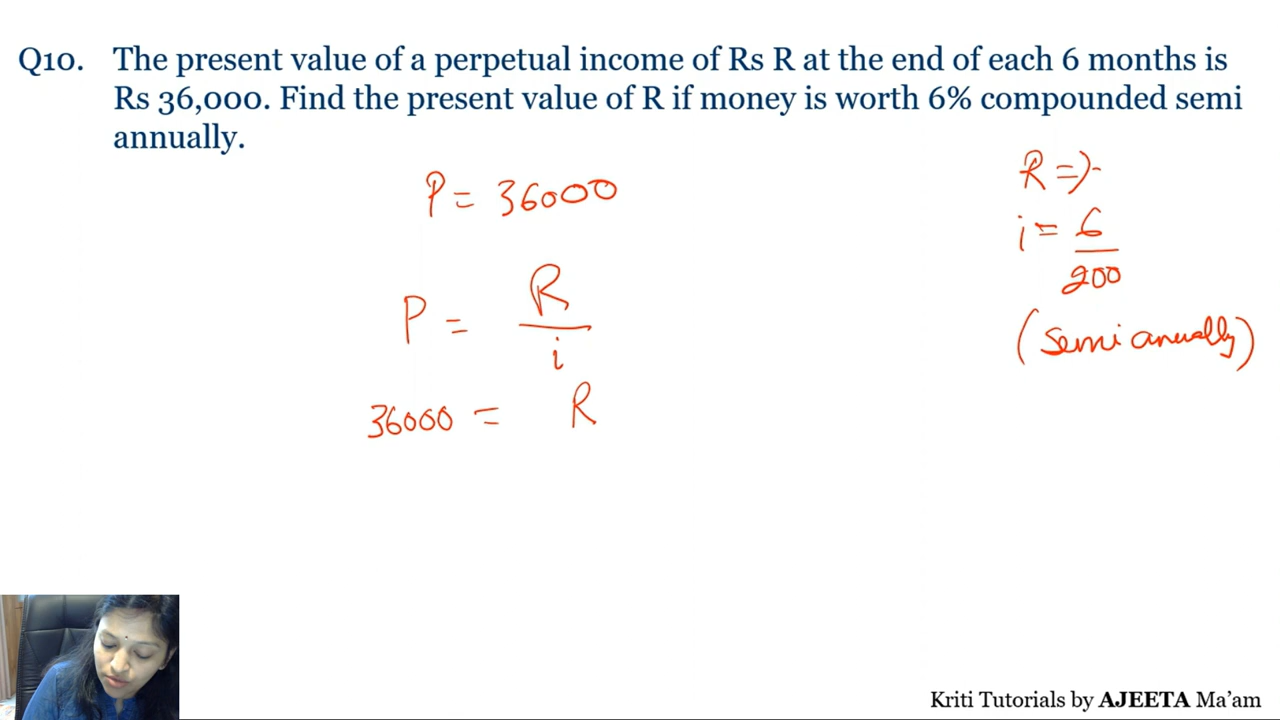 Q10. The present value of a perpetual income of Rs R at the end of each 6 months is
Rs 36,000. Find the present value of R if money is worth 6% compounded semi
annually.
P = 36000
P = R / i
36000 = R
R =>
i = 6 / 200
(Semi anually)
Kriti Tutorials by AJEETA Ma'am